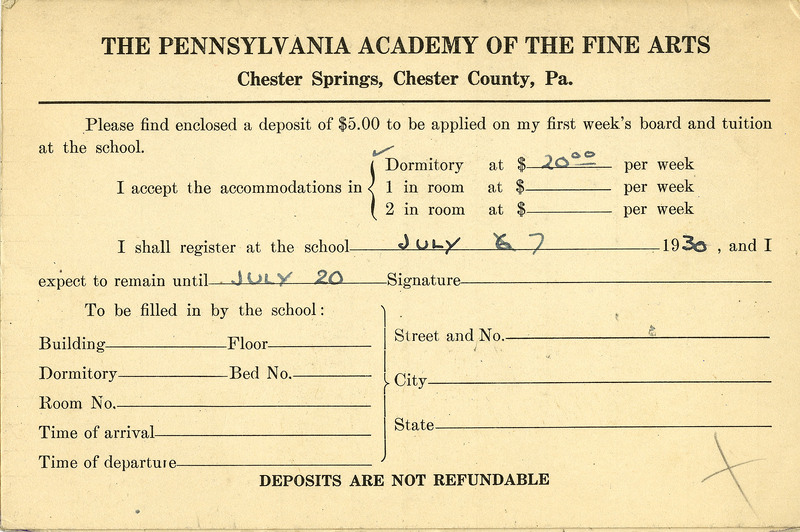 THE PENNSYLVANIA ACADEMY OF THE FINE ARTS
Chester Springs, Chester County, Pa.
Please find enclosed a deposit of $5.00 to be applied on my first week's board and tuition
at the school.
I accept the accommodations in
Dormitory at $ 20⁰⁰ per week
1 in room at $ per week
2 in room at $ per week
I shall register at the school JULY 7 1930, and I
expect to remain until JULY 20 Signature
To be filled in by the school:
Building Floor
Dormitory Bed No.
Room No.
Time of arrival
Time of departure
Street and No.
City
State
DEPOSITS ARE NOT REFUNDABLE